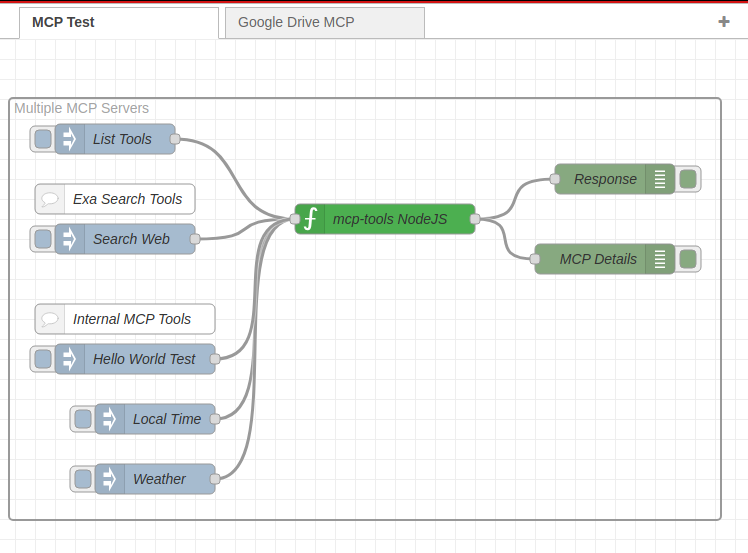 MCP Test
Google Drive MCP
Multiple MCP Servers
List Tools
Exa Search Tools
Search Web
Internal MCP Tools
Hello World Test
Local Time
Weather
mcp-tools NodeJS
Response
MCP Details